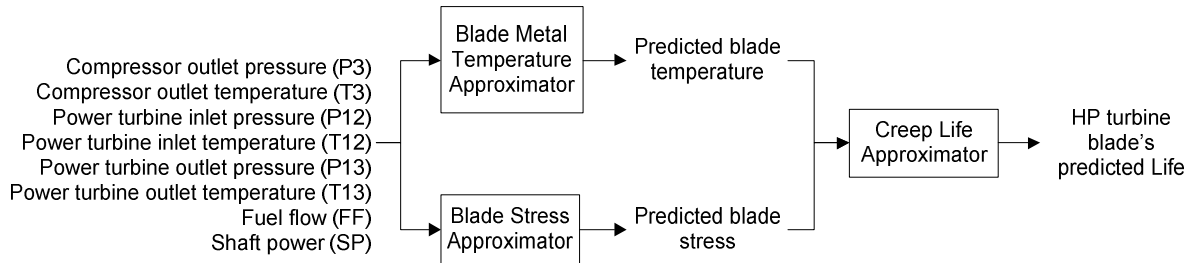 Compressor outlet pressure (P3)
Compressor outlet temperature (T3)
Power turbine inlet pressure (P12)
Power turbine inlet temperature (T12)
Power turbine outlet pressure (P13)
Power turbine outlet temperature (T13)
Fuel flow (FF)
Shaft power (SP)
Blade Metal
Temperature
Approximator
Predicted blade
temperature
Blade Stress
Approximator
Predicted blade
stress
Creep Life
Approximator
HP turbine
blade's
predicted Life